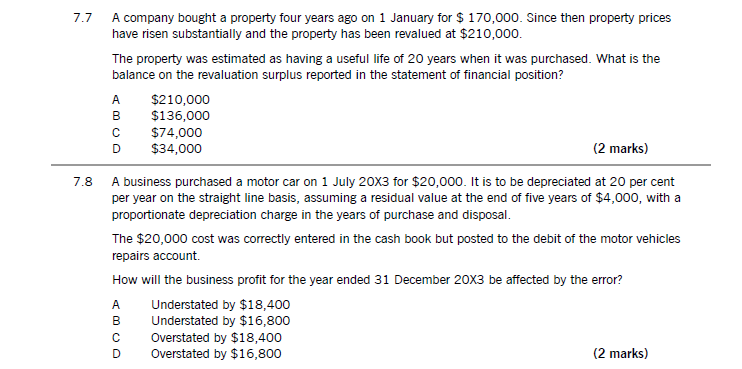 7.7 A company bought a property four years ago on 1 January for $ 170,000. Since then property prices
have risen substantially and the property has been revalued at $210,000.
The property was estimated as having a useful life of 20 years when it was purchased. What is the
balance on the revaluation surplus reported in the statement of financial position?
A $210,000
B $136,000
C $74,000
D $34,000 (2 marks)
7.8 A business purchased a motor car on 1 July 20X3 for $20,000. It is to be depreciated at 20 per cent
per year on the straight line basis, assuming a residual value at the end of five years of $4,000, with a
proportionate depreciation charge in the years of purchase and disposal.
The $20,000 cost was correctly entered in the cash book but posted to the debit of the motor vehicles
repairs account.
How will the business profit for the year ended 31 December 20X3 be affected by the error?
A Understated by $18,400
B Understated by $16,800
C Overstated by $18,400
D Overstated by $16,800 (2 marks)